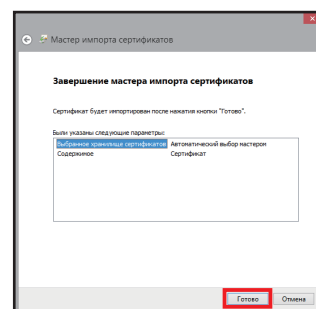 Мастер импорта сертификатов
Завершение мастера импорта сертификатов
Сертификат будет импортирован после нажатия кнопки "Готово".
Были указаны следующие параметры:
Выбранное хранилище сертификатов Автоматический выбор мастером
Содержимое Сертификат
Готово Отмена